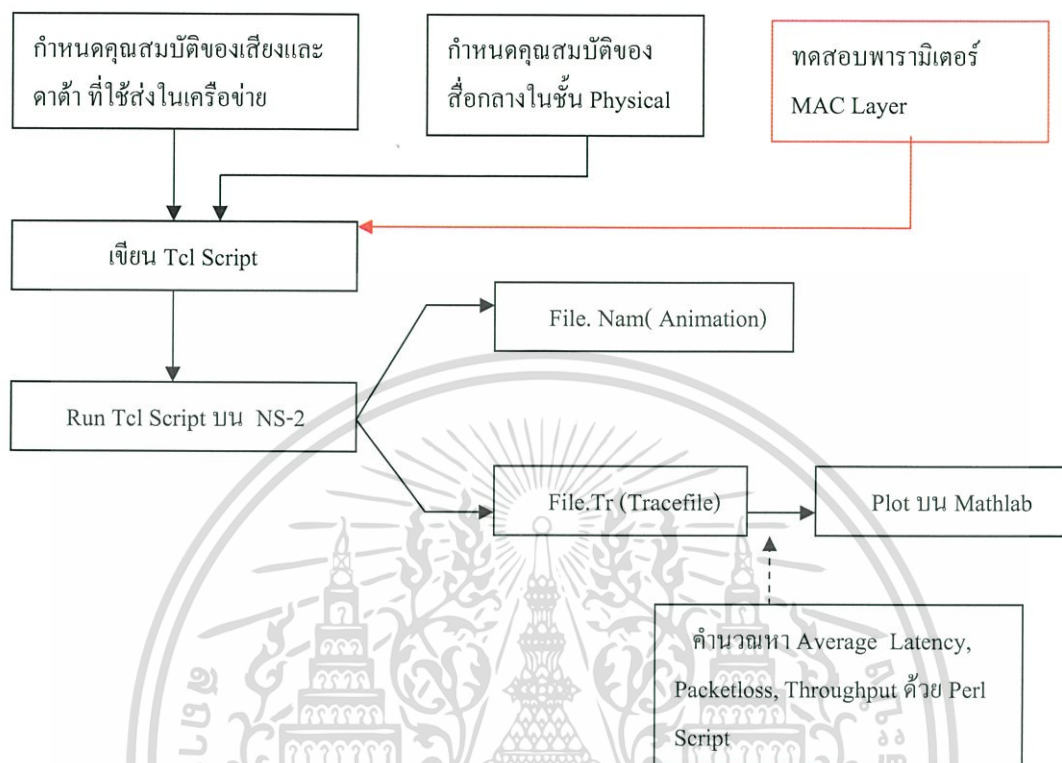 กำหนดคุณสมบัติของเสียงและ
ดาต้า ที่ใช้ส่งในเครือข่าย
กำหนดคุณสมบัติของ
สื่อกลางในชั้น Physical
ทดสอบพารามิเตอร์
MAC Layer
เขียน Tcl Script
File. Nam( Animation)
Run Tcl Script บน NS-2
File.Tr (Tracefile)
Plot บน Mathlab
คำนวณหา Average Latency,
Packetloss, Throughput ด้วย Perl
Script